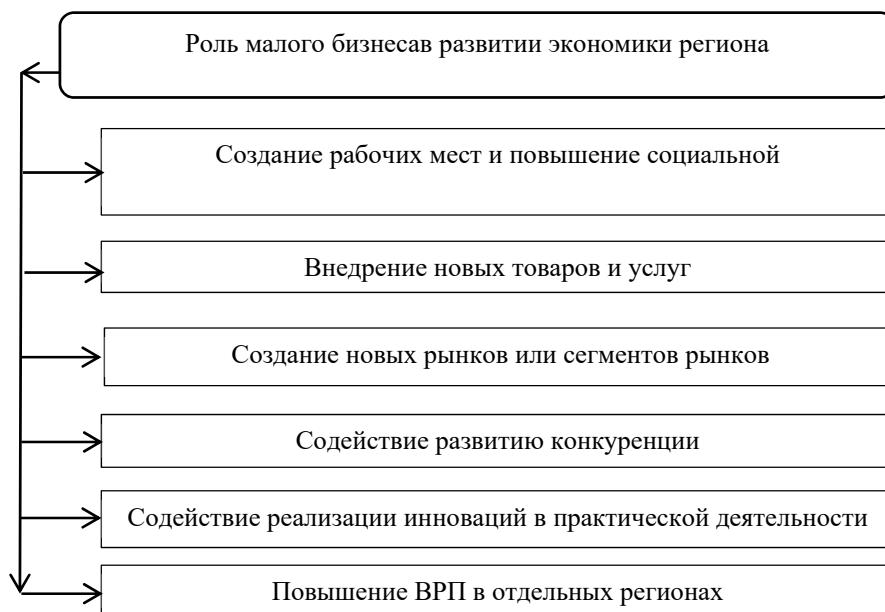 Роль малого бизнесав развитии экономики региона
Создание рабочих мест и повышение социальной
Внедрение новых товаров и услуг
Создание новых рынков или сегментов рынков
Содействие развитию конкуренции
Содействие реализации инноваций в практической деятельности
Повышение ВРП в отдельных регионах